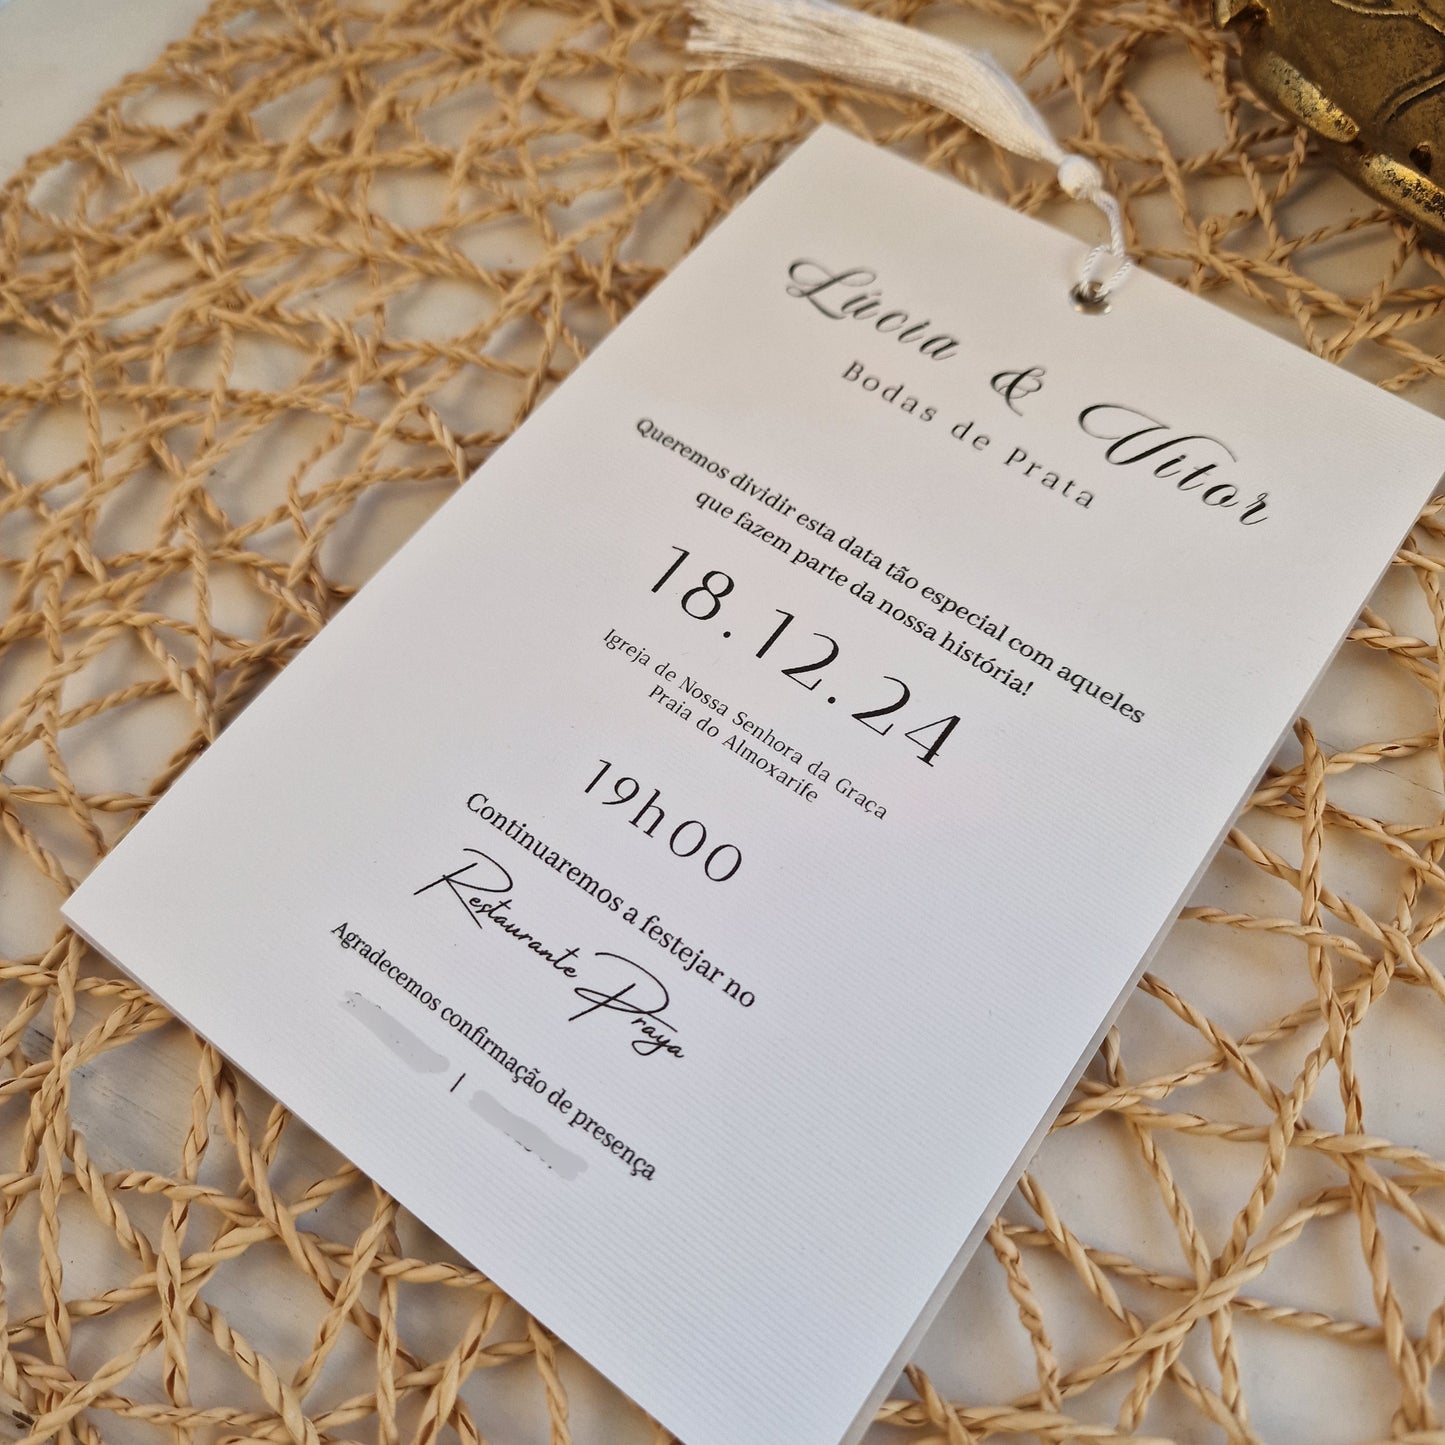 Lúcia & Vitor
Bodas de Prata
Queremos dividir esta data tão especial com aqueles
que fazem parte da nossa história!
18.12.24
Igreja de Nossa Senhora da Graça
Praia do Almoxarife
19h00
Continuaremos a festejar no
Restaurante Praya
Agradecemos confirmação de presença
|